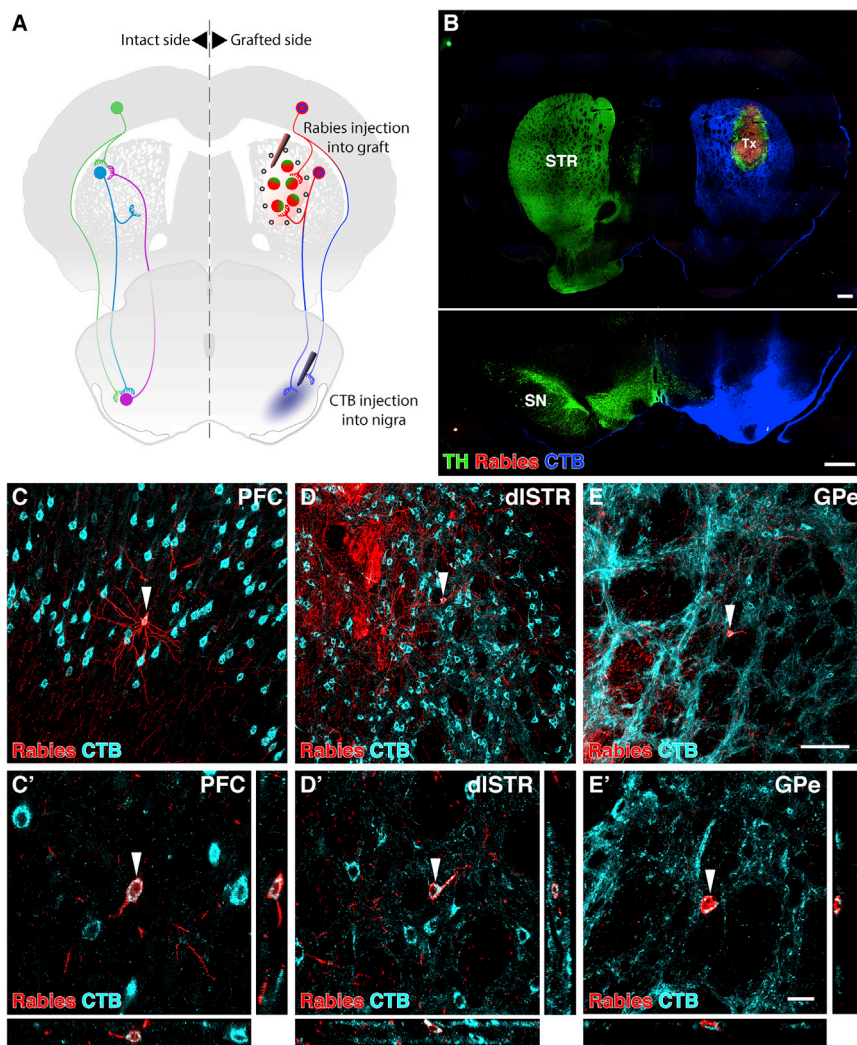 A
Intact side
Grafted side
Rabies injection
into graft
CTB injection
into nigra
B
STR
Tx
SN
TH Rabies CTB
C
PFC
Rabies CTB
D
dlSTR
Rabies CTB
E
GPe
Rabies CTB
C'
PFC
Rabies CTB
D'
dlSTR
Rabies CTB
E'
GPe
Rabies CTB